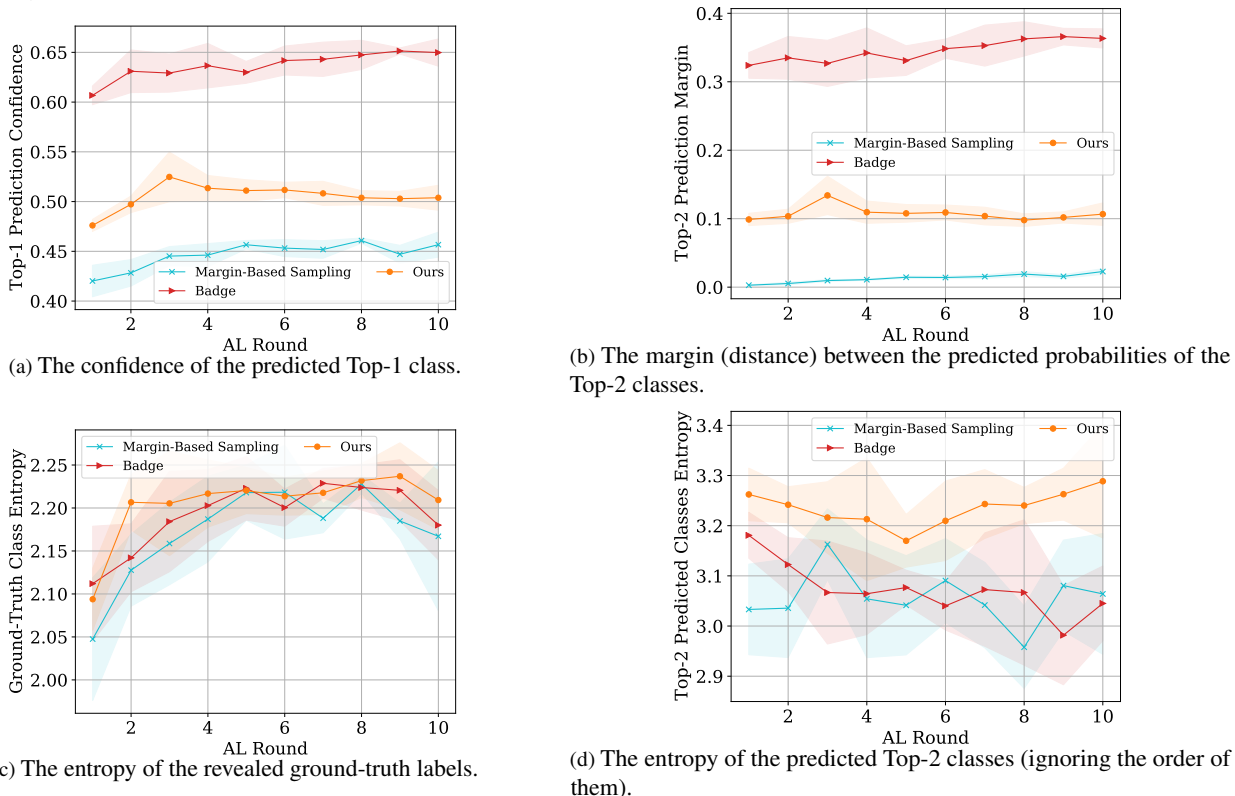 0.65
0.60
0.55
0.50
0.45
0.40
Top-1 Prediction Confidence
Margin-Based Sampling
Badge
Ours
2 4 6 8 10
AL Round
(a) The confidence of the predicted Top-1 class.
0.4
0.3
0.2
0.1
0.0
Top-2 Prediction Margin
Margin-Based Sampling
Badge
Ours
2 4 6 8 10
AL Round
(b) The margin (distance) between the predicted probabilities of the
Top-2 classes.
2.25
2.20
2.15
2.10
2.05
2.00
Ground-Truth Class Entropy
Margin-Based Sampling
Badge
Ours
2 4 6 8 10
AL Round
c) The entropy of the revealed ground-truth labels.
3.4
3.3
3.2
3.1
3.0
2.9
Top-2 Predicted Classes Entropy
Margin-Based Sampling
Badge
Ours
2 4 6 8 10
AL Round
(d) The entropy of the predicted Top-2 classes (ignoring the order of
them).